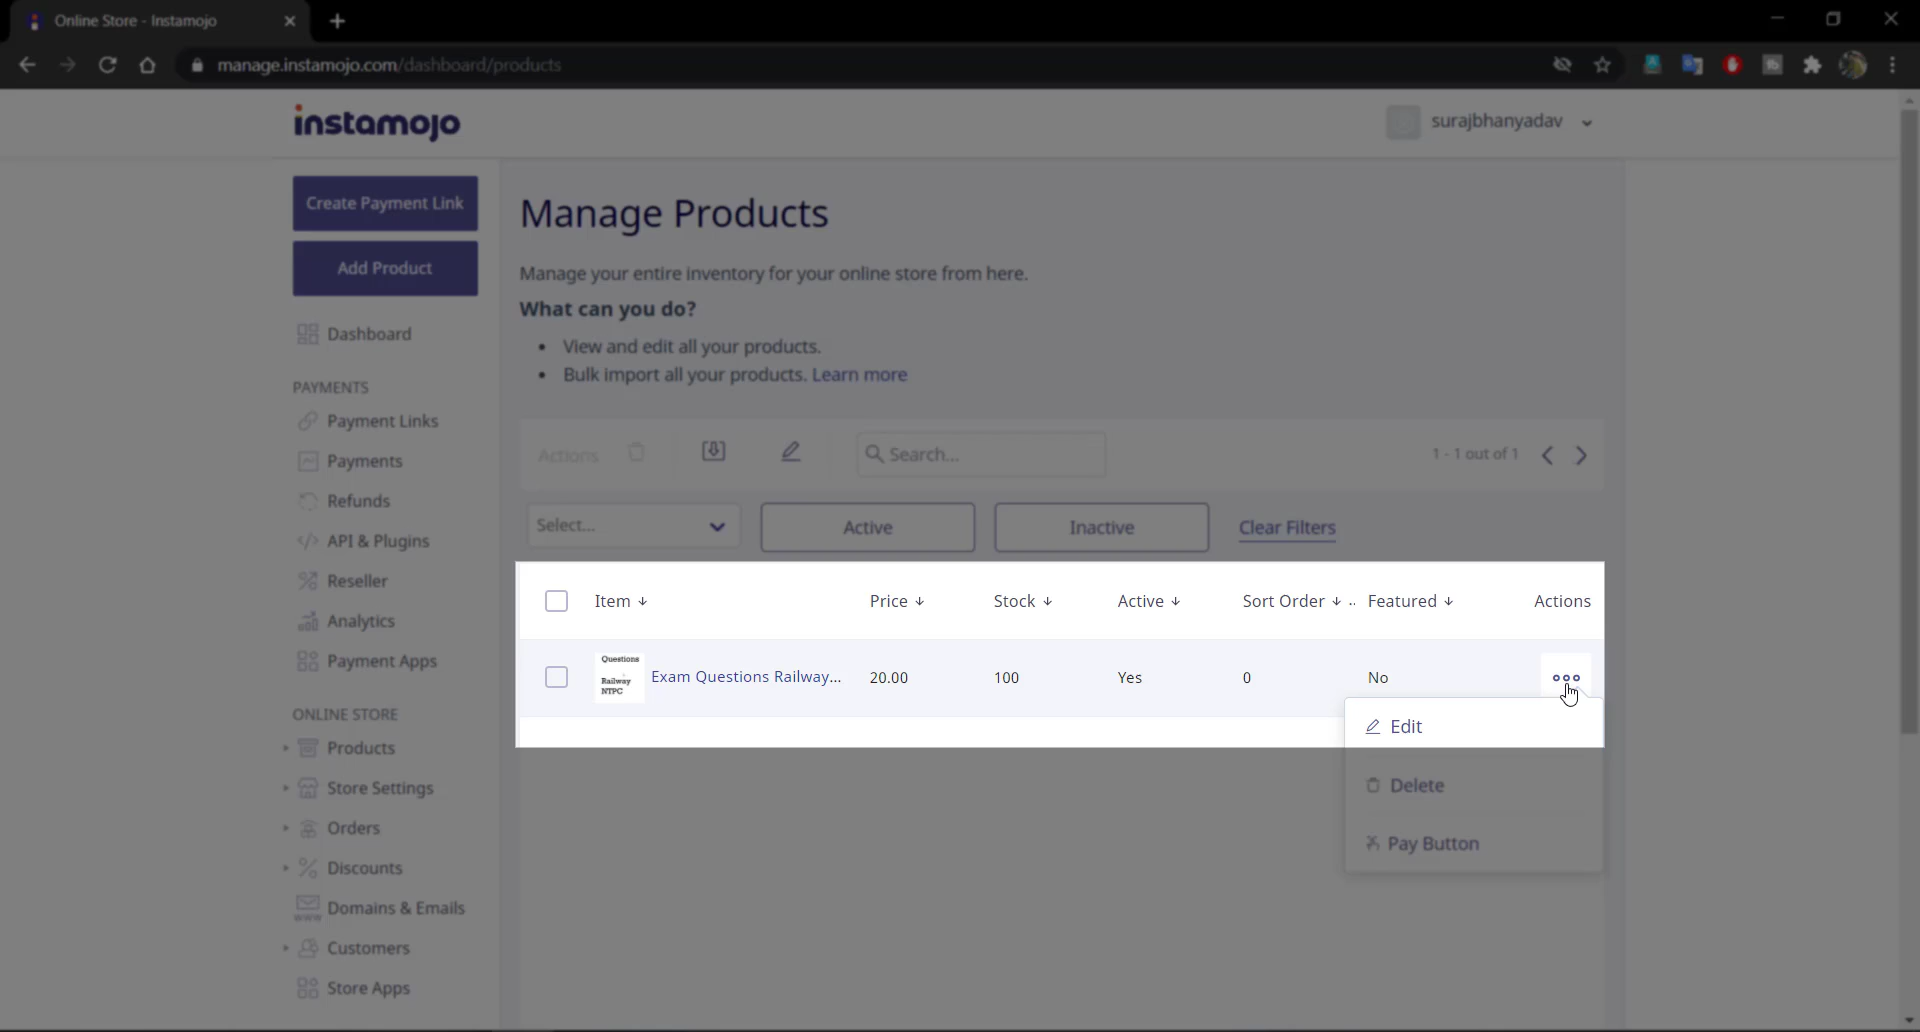 Online Store - Instamojo
manage.instamojo.com/dashboard/products
instamojo
surajbhanyadav
Create Payment Link
Add Product
Dashboard
PAYMENTS
Payment Links
Payments
Refunds
API & Plugins
Reseller
Analytics
Payment Apps
ONLINE STORE
Products
Store Settings
Orders
Discounts
www Domains & Emails
Customers
Store Apps
Manage Products
Manage your entire inventory for your online store from here.
What can you do?
• View and edit all your products.
• Bulk import all your products. Learn more
Actions Search... 1 - 1 out of 1
Select... Active Inactive Clear Filters
Item ↓ Price ↓ Stock ↓ Active ↓ Sort Order ↓ .. Featured ↓ Actions
Questions
Railway
NTPC
Exam Questions Railway... 20.00 100 Yes 0 No
Edit
Delete
Pay Button